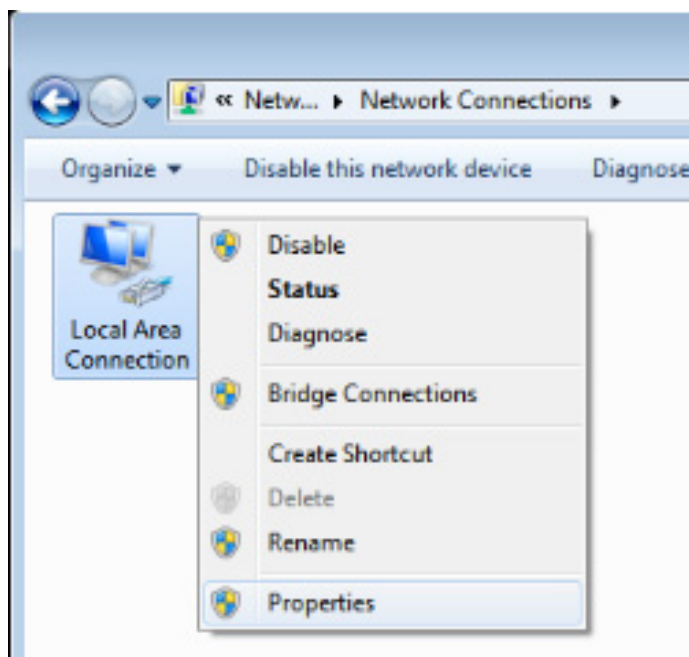 « Netw... ▸ Network Connections ▸
Organize ▾ Disable this network device Diagnose
Local Area
Connection
Disable
Status
Diagnose
Bridge Connections
Create Shortcut
Delete
Rename
Properties